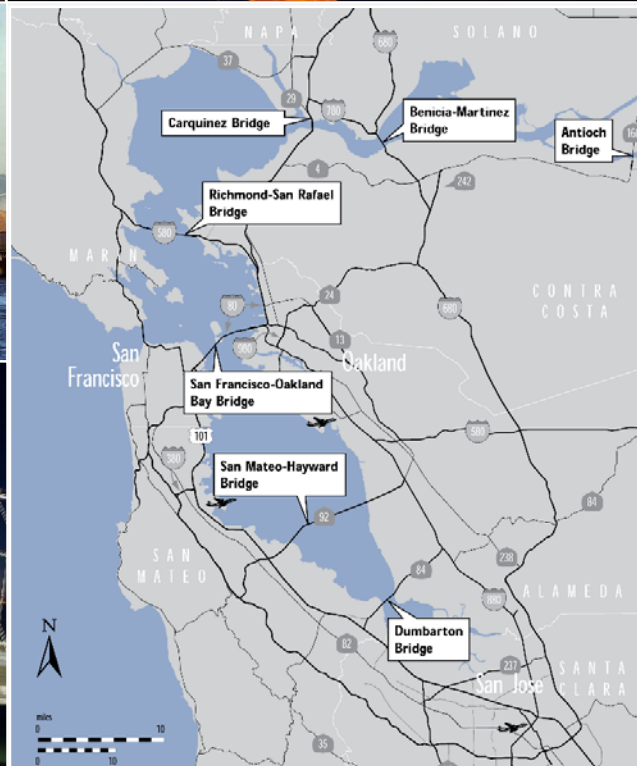 NAPA
SOLANO
680
37
29
780
Carquinez Bridge
Benicia-Martinez
Bridge
Antioch
Bridge
4
242
Richmond-San Rafael
Bridge
580
MARIN
80
24
680
CONTRA
COSTA
13
980
San
Francisco
Oakland
San Francisco-Oakland
Bay Bridge
101
580
380
San Mateo-Hayward
Bridge
92
84
SAN
MATEO
238
84
880
ALAMEDA
N
Dumbarton
Bridge
82
237
SANTA
CLARA
San Jose
miles
0 10
0 10
35